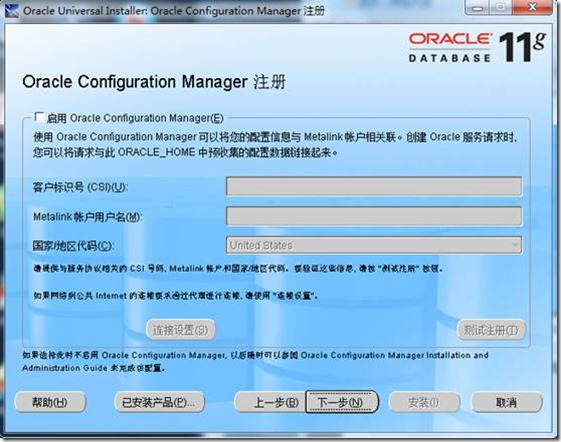 Oracle Universal Installer: Oracle Configuration Manager 注册
ORACLE
DATABASE 11g
Oracle Configuration Manager 注册
启用 Oracle Configuration Manager(E)
使用 Oracle Configuration Manager 可以将您的配置信息与 Metalink 帐户相关联。创建 Oracle 服务请求时,
您可以将请求与此 ORACLE_HOME 中预收集的配置数据链接起来。
客户标识号 (CSI)(U):
Metalink 帐户用户名(M):
国家/地区代码(C):
United States
请提供与服务协议相关的 CSI 号码, Metalink 帐户和国家/地区代码。要验证这些信息, 请按 "测试注册" 按钮。
如果网络到公共 Internet 的连接要求通过代理进行连接, 请使用 "连接设置"。
连接设置(S)
测试注册(T)
如果选择此时不启用 Oracle Configuration Manager, 以后随时可以参阅 Oracle Configuration Manager Installation and
Administration Guide 来完成该配置。
帮助(H)
已安装产品(P)...
上一步(B)
下一步(N)
安装(I)
取消